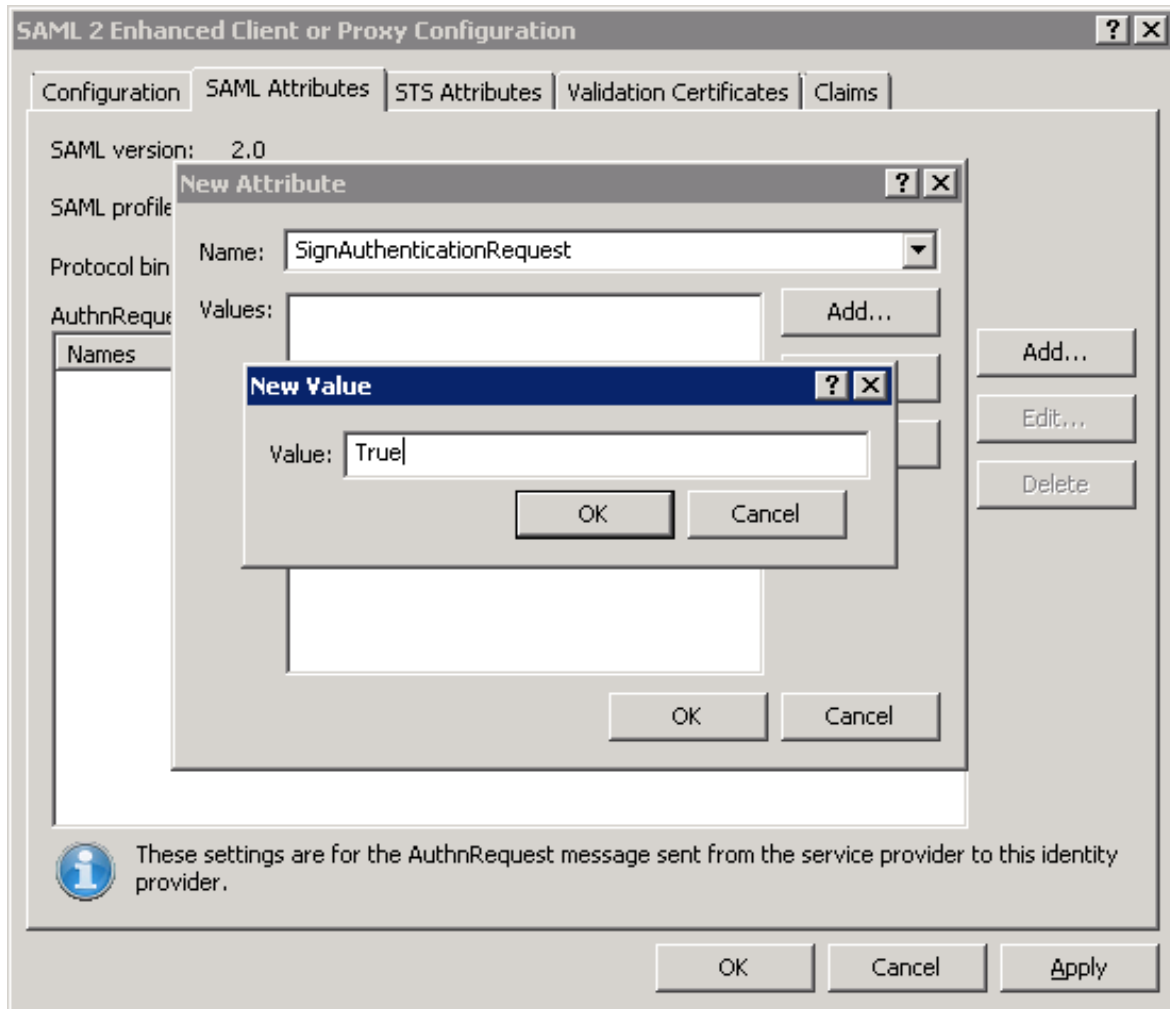 SAML 2 Enhanced Client or Proxy Configuration
Configuration SAML Attributes STS Attributes Validation Certificates Claims
SAML version: 2.0
New Attribute
SAML profile
Name: SignAuthenticationRequest
Protocol bin
AuthnReque
Values:
Add...
Names
Add...
New Value
Edit...
Value: True
Delete
OK Cancel
OK Cancel
These settings are for the AuthnRequest message sent from the service provider to this identity
provider.
OK Cancel Apply